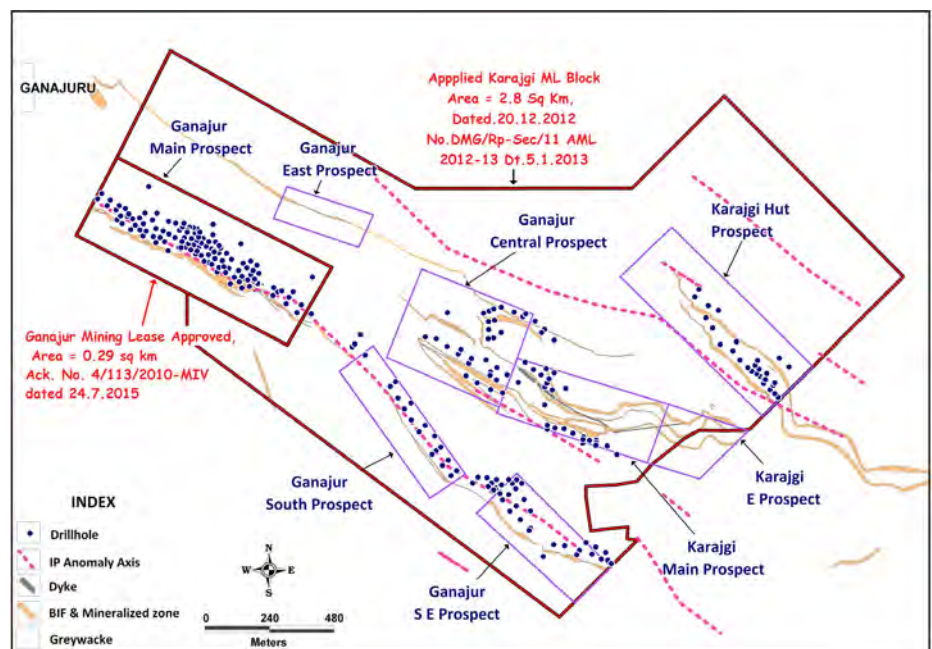 GANAJURU
Ganajur
Main Prospect
Ganajur
East Prospect
Appplied Karajgi ML Block
Area = 2.8 Sq Km,
Dated.20.12.2012
No.DMG/Rp-Sec/11 AML
2012-13 Dt.5.1.2013
Ganajur
Central Prospect
Karajgi Hut
Prospect
Ganajur Mining Lease Approved,
Area = 0.29 sq km
Ack. No. 4/113/2010-MIV
dated 24.7.2015
Ganajur
South Prospect
Karajgi
E Prospect
Karajgi
Main Prospect
Ganajur
S E Prospect
INDEX
Drillhole
IP Anomaly Axis
Dyke
BIF & Mineralized zone
Greywacke
N
W E
S
0 240 480
Meters